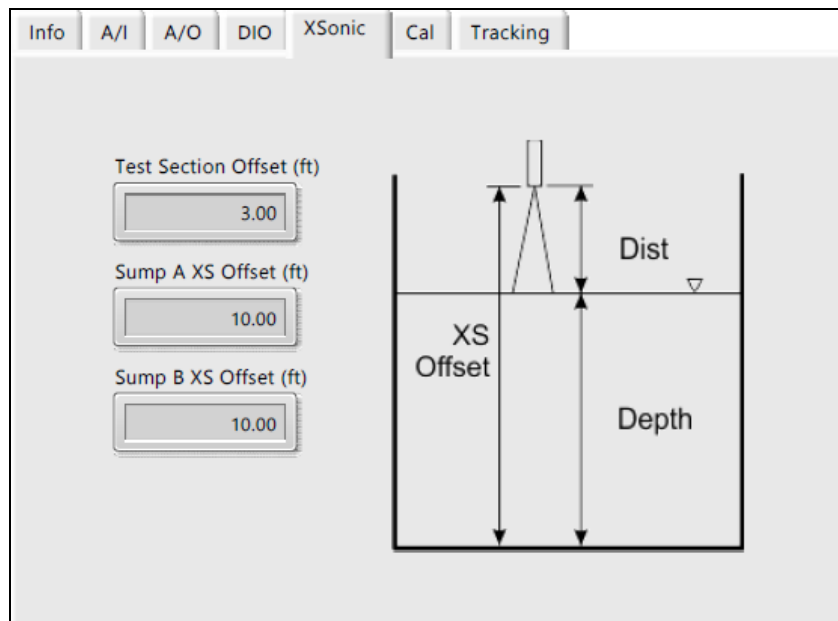 Info A/I A/O DIO XSonic Cal Tracking
Test Section Offset (ft)
3.00
Sump A XS Offset (ft)
10.00
Sump B XS Offset (ft)
10.00
Dist
XS
Offset
Depth